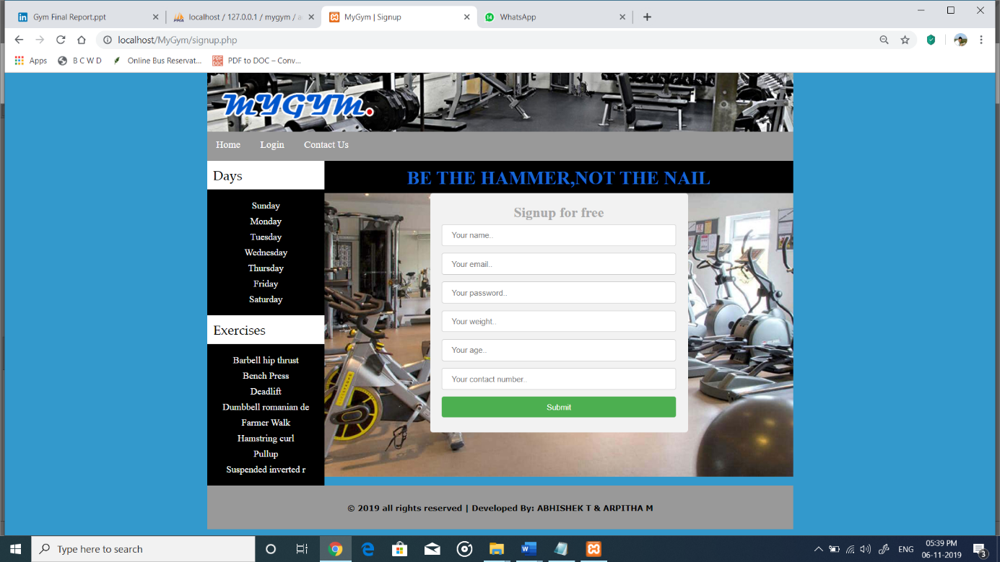 Gym Final Report.ppt
localhost / 127.0.0.1 / mygym / a
MyGym | Signup
WhatsApp
localhost/MyGym/signup.php
Apps
B C W D
Online Bus Reservat...
PDF to DOC – Conv...
MYGYM.
Home Login Contact Us
Days
Sunday
Monday
Tuesday
Wednesday
Thursday
Friday
Saturday
Exercises
Barbell hip thrust
Bench Press
Deadlift
Dumbbell romanian de
Farmer Walk
Hamstring curl
Pullup
Suspended inverted r
BE THE HAMMER,NOT THE NAIL
Signup for free
Your name..
Your email..
Your password..
Your weight..
Your age..
Your contact number..
Submit
© 2019 all rights reserved | Developed By: ABHISHEK T & ARPITHA M
Type here to search
ENG
05:39 PM
06-11-2019
3